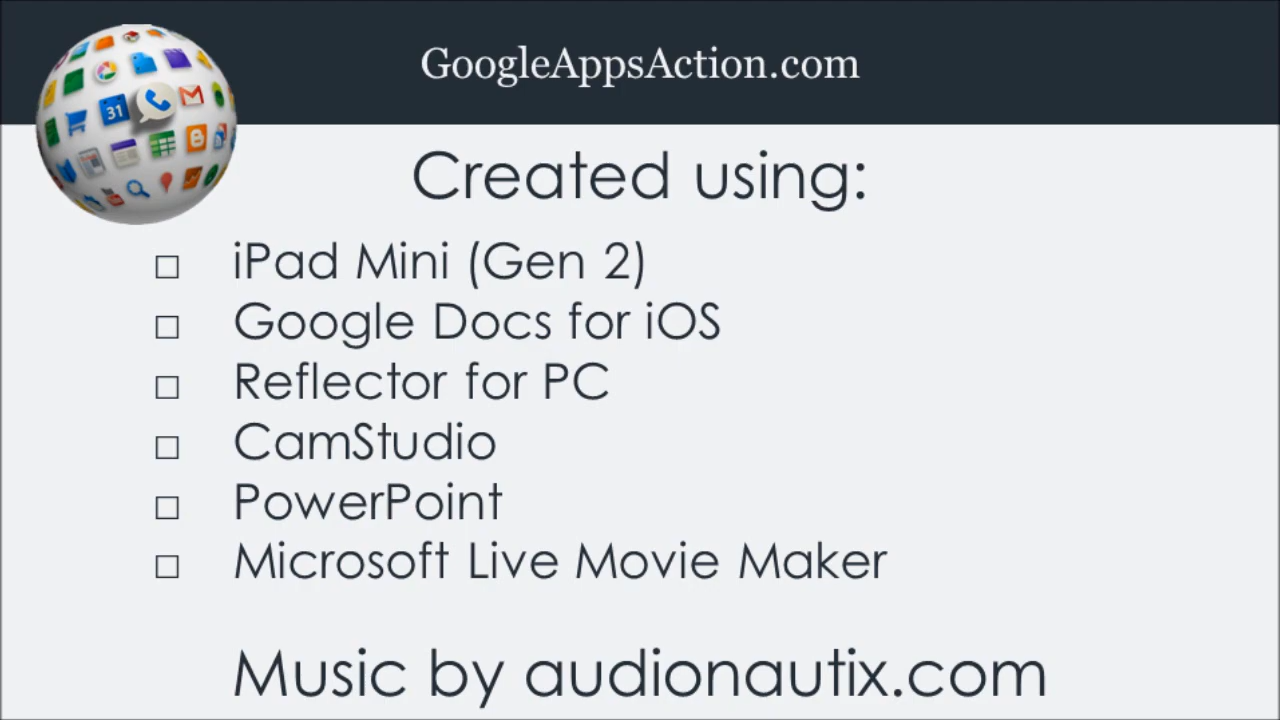 GoogleAppsAction.com
31
Created using:
□ iPad Mini (Gen 2)
□ Google Docs for iOS
□ Reflector for PC
□ CamStudio
□ PowerPoint
□ Microsoft Live Movie Maker
Music by audionautix.com